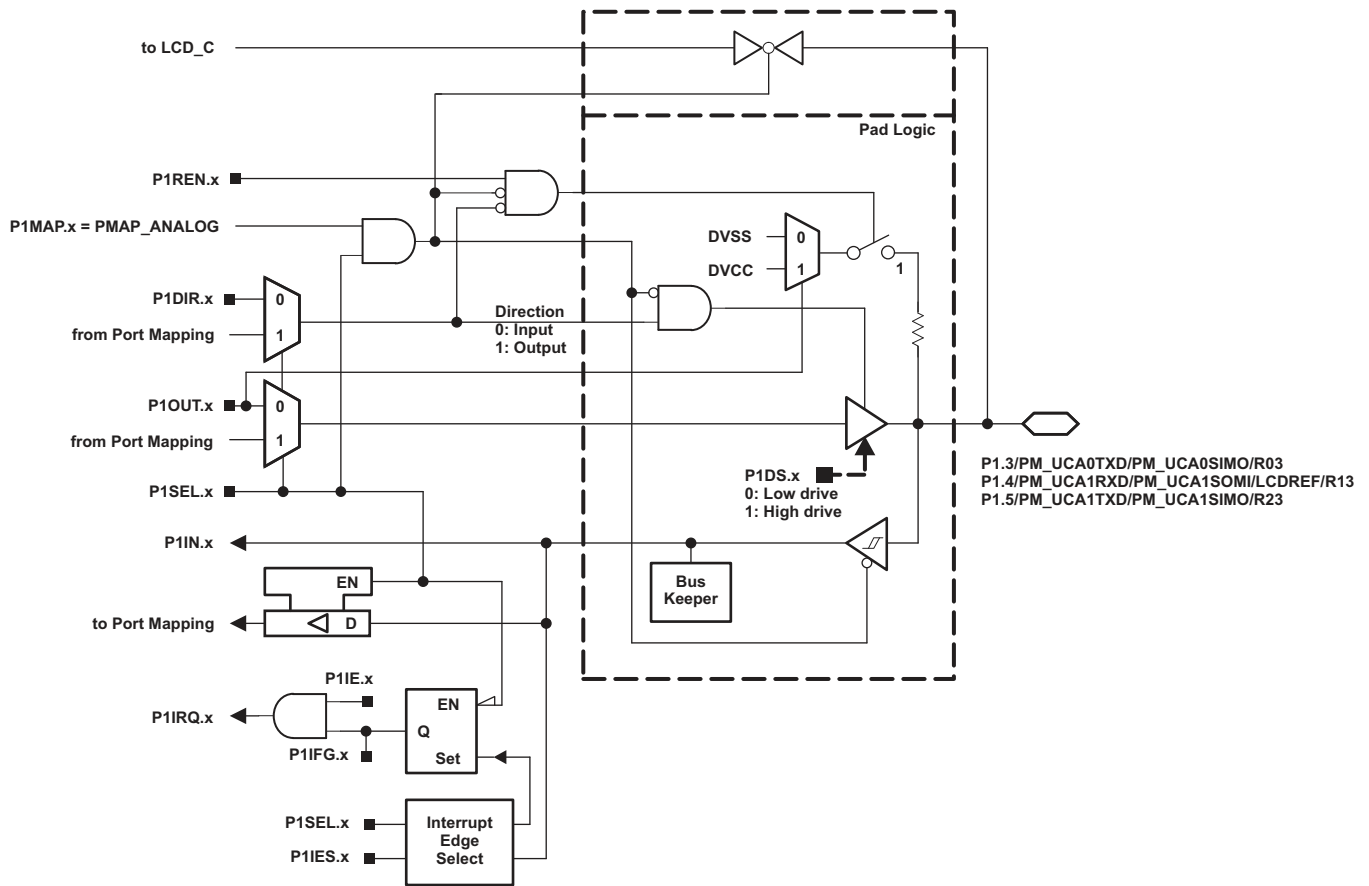 to LCD_C
Pad Logic
P1REN.x
P1MAP.x = PMAP_ANALOG
DVSS
0
DVCC
1
1
P1DIR.x
0
from Port Mapping
1
Direction
0: Input
1: Output
P1OUT.x
0
from Port Mapping
1
P1DS.x
0: Low drive
1: High drive
P1.3/PM_UCA0TXD/PM_UCA0SIMO/R03
P1.4/PM_UCA1RXD/PM_UCA1SOMI/LCDREF/R13
P1.5/PM_UCA1TXD/PM_UCA1SIMO/R23
P1SEL.x
P1IN.x
Bus
Keeper
EN
to Port Mapping
D
P1IE.x
P1IRQ.x
EN
Q
P1IFG.x
Set
P1SEL.x
P1IES.x
Interrupt
Edge
Select